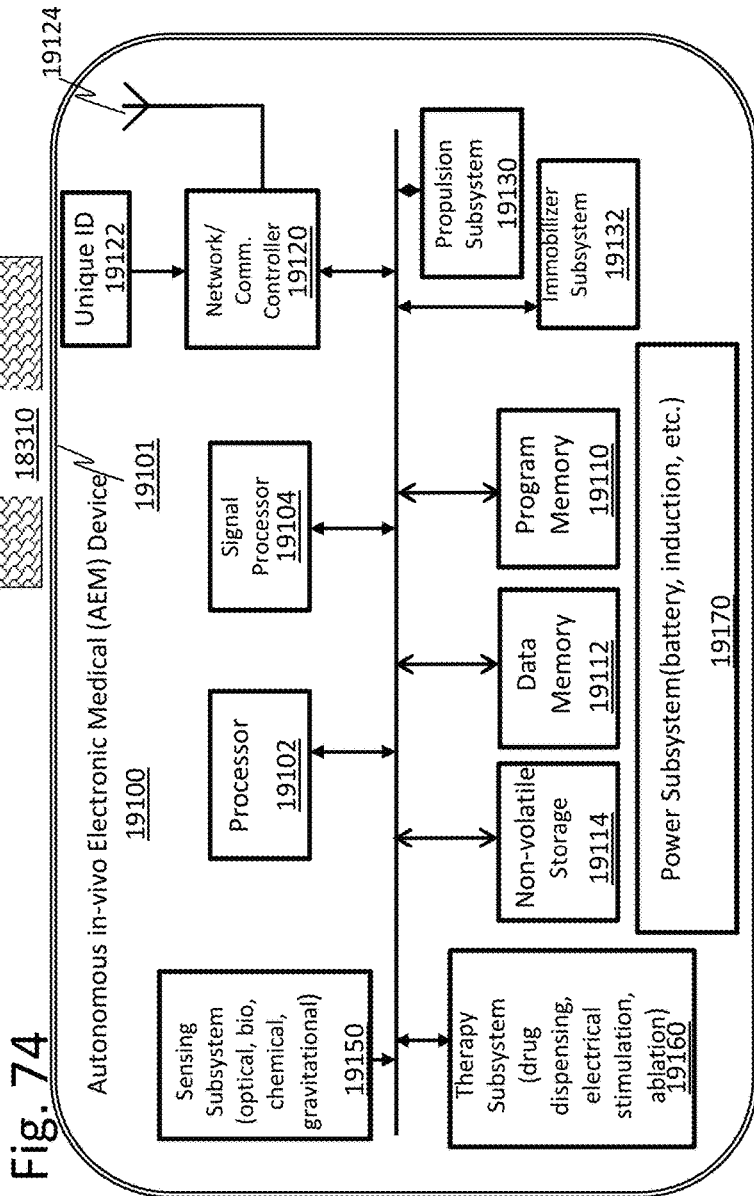 Fig. 74
18310
19124
Autonomous in-vivo Electronic Medical (AEM) Device
19100
19101
Sensing
Subsystem
(optical, bio,
chemical,
gravitational)
19150
Processor
19102
Signal
Processor
19104
Unique ID
19122
Network/
Comm.
Controller
19120
Therapy
Subsystem
(drug
dispensing,
electrical
stimulation,
ablation)
19160
Non-volatile
Storage
19114
Data
Memory
19112
Program
Memory
19110
Propulsion
Subsystem
19130
Immobilizer
Subsystem
19132
Power Subsystem(battery, induction, etc.)
19170